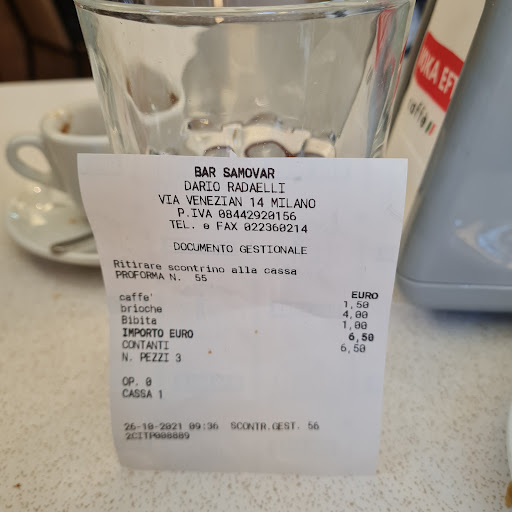 BAR SAMOVAR
DARIO RADAELLI
VIA VENEZIAN 14 MILANO
P.IVA 08442920156
TEL. e FAX 022360214
DOCUMENTO GESTIONALE
Ritirare scontrino alla cassa
PROFORMA N. 55
EURO
caffe' 1,50
brioche 4,00
Bibita 1,00
IMPORTO EURO 6,50
CONTANTI 6,50
N. PEZZI 3
OP. 0
CASSA 1
26-10-2021 09:36 SCONTR.GEST. 56
2CITP008889